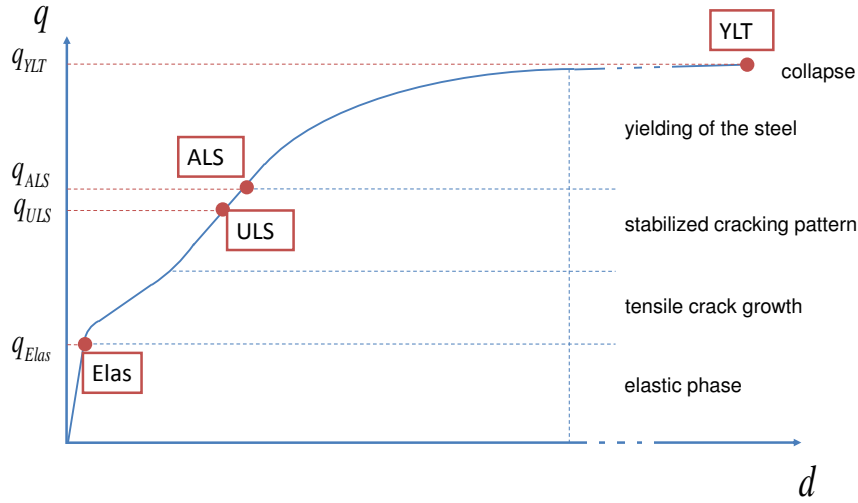 q
YLT
q_YLT
collapse
yielding of the steel
ALS
q_ALS
q_ULS
ULS
stabilized cracking pattern
tensile crack growth
q_Elas
Elas
elastic phase
d